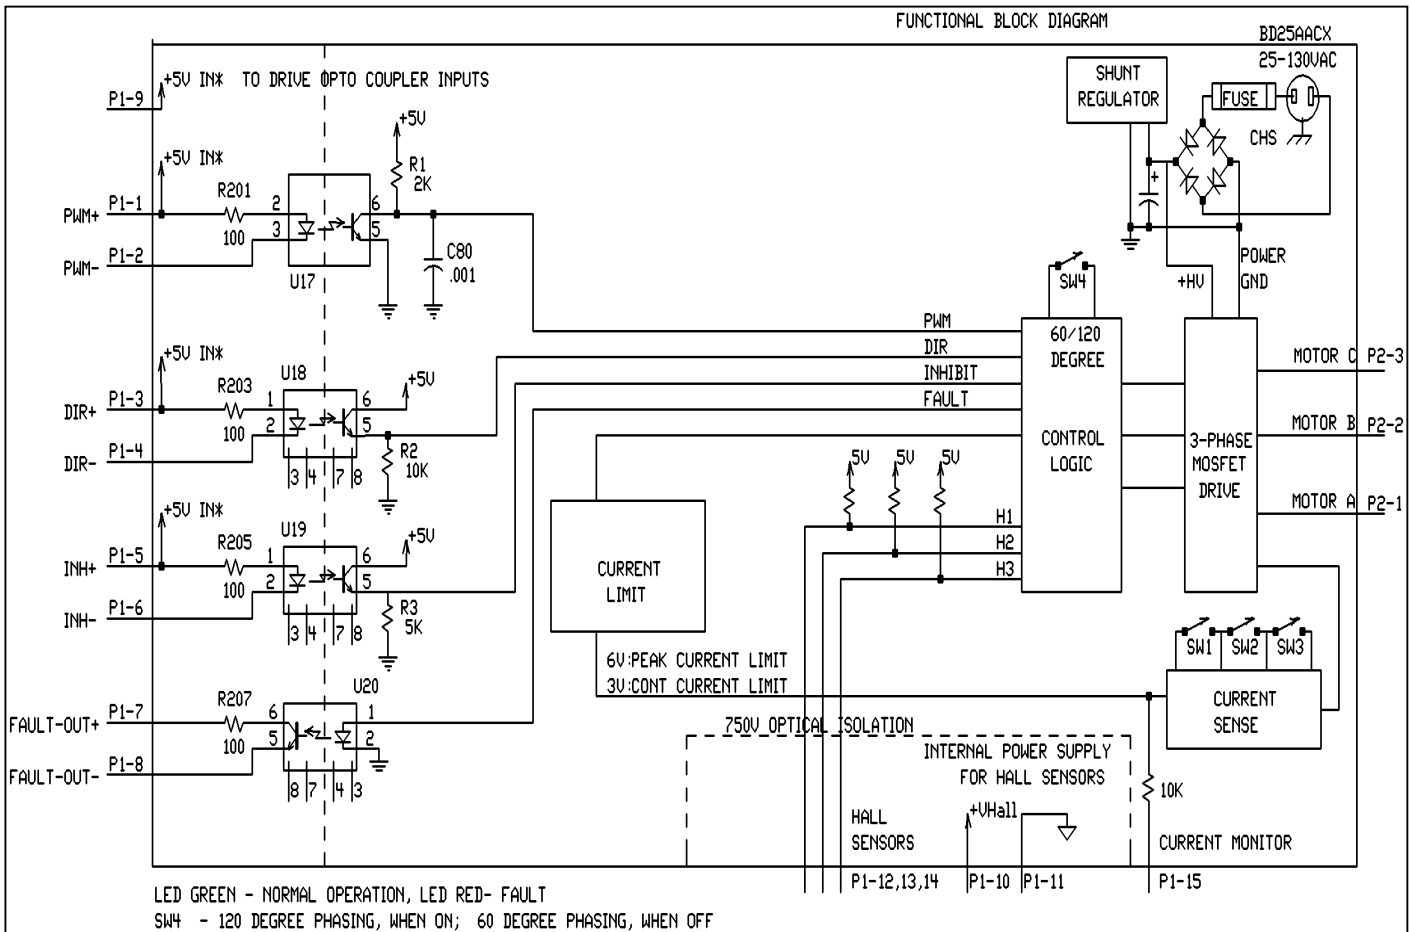 FUNCTIONAL BLOCK DIAGRAM
BD25AACX
25-130VAC
+5V IN* TO DRIVE OPTO COUPLER INPUTS
P1-9
SHUNT
REGULATOR
FUSE
CHS
+
+5V
+5V IN*
R1
2K
R201
100
PWM+
P1-1
2
3
6
5
PWM-
P1-2
U17
C80
.001
SW4
+HV
POWER
GND
PWM
DIR
INHIBIT
FAULT
60/120
DEGREE
CONTROL
LOGIC
3-PHASE
MOSFET
DRIVE
MOTOR C P2-3
MOTOR B P2-2
MOTOR A P2-1
+5V IN*
U18
+5V
R203
100
DIR+
P1-3
1
2
6
5
DIR-
P1-4
3 4 7 8
R2
10K
5V 5V 5V
H1
H2
H3
+5V IN*
U19
+5V
R205
100
INH+
P1-5
1
2
6
5
INH-
P1-6
3 4 7 8
R3
5K
CURRENT
LIMIT
6V:PEAK CURRENT LIMIT
3V:CONT CURRENT LIMIT
SW1 SW2 SW3
CURRENT
SENSE
U20
R207
100
FAULT-OUT+
P1-7
6
5
1
2
FAULT-OUT-
P1-8
8 7 4 3
750V OPTICAL ISOLATION
INTERNAL POWER SUPPLY
FOR HALL SENSORS
10K
+VHall
HALL
SENSORS
CURRENT MONITOR
P1-12,13,14
P1-10
P1-11
P1-15
LED GREEN - NORMAL OPERATION, LED RED- FAULT
SW4 - 120 DEGREE PHASING, WHEN ON; 60 DEGREE PHASING, WHEN OFF